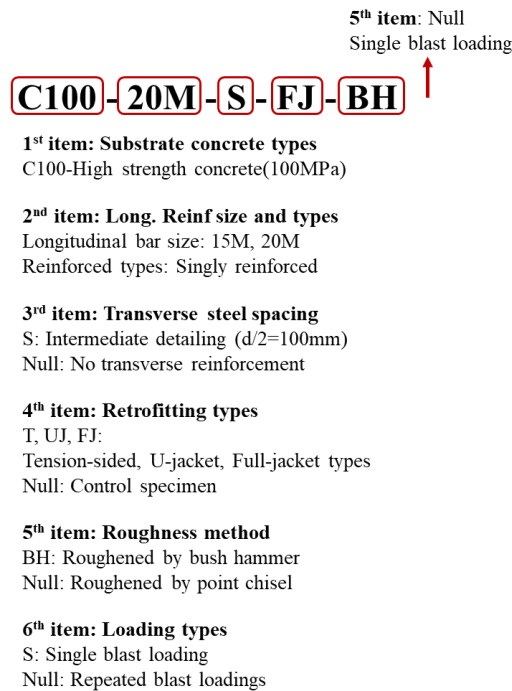 5th item: Null
Single blast loading
C100-20M-S-FJ-BH
1st item: Substrate concrete types
C100-High strength concrete(100MPa)
2nd item: Long. Reinf size and types
Longitudinal bar size: 15M, 20M
Reinforced types: Singly reinforced
3rd item: Transverse steel spacing
S: Intermediate detailing (d/2=100mm)
Null: No transverse reinforcement
4th item: Retrofitting types
T, UJ, FJ:
Tension-sided, U-jacket, Full-jacket types
Null: Control specimen
5th item: Roughness method
BH: Roughened by bush hammer
Null: Roughened by point chisel
6th item: Loading types
S: Single blast loading
Null: Repeated blast loadings